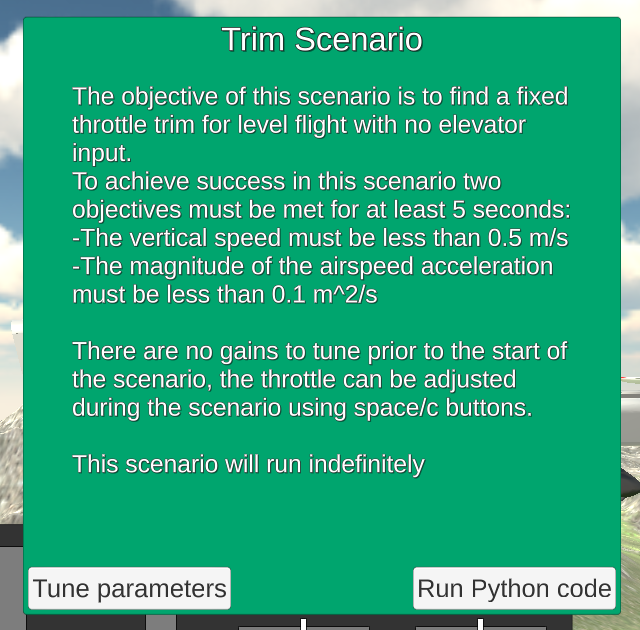 Trim Scenario
The objective of this scenario is to find a fixed
throttle trim for level flight with no elevator
input.
To achieve success in this scenario two
objectives must be met for at least 5 seconds:
-The vertical speed must be less than 0.5 m/s
-The magnitude of the airspeed acceleration
must be less than 0.1 m^2/s
There are no gains to tune prior to the start of
the scenario, the throttle can be adjusted
during the scenario using space/c buttons.
This scenario will run indefinitely
Tune parameters
Run Python code